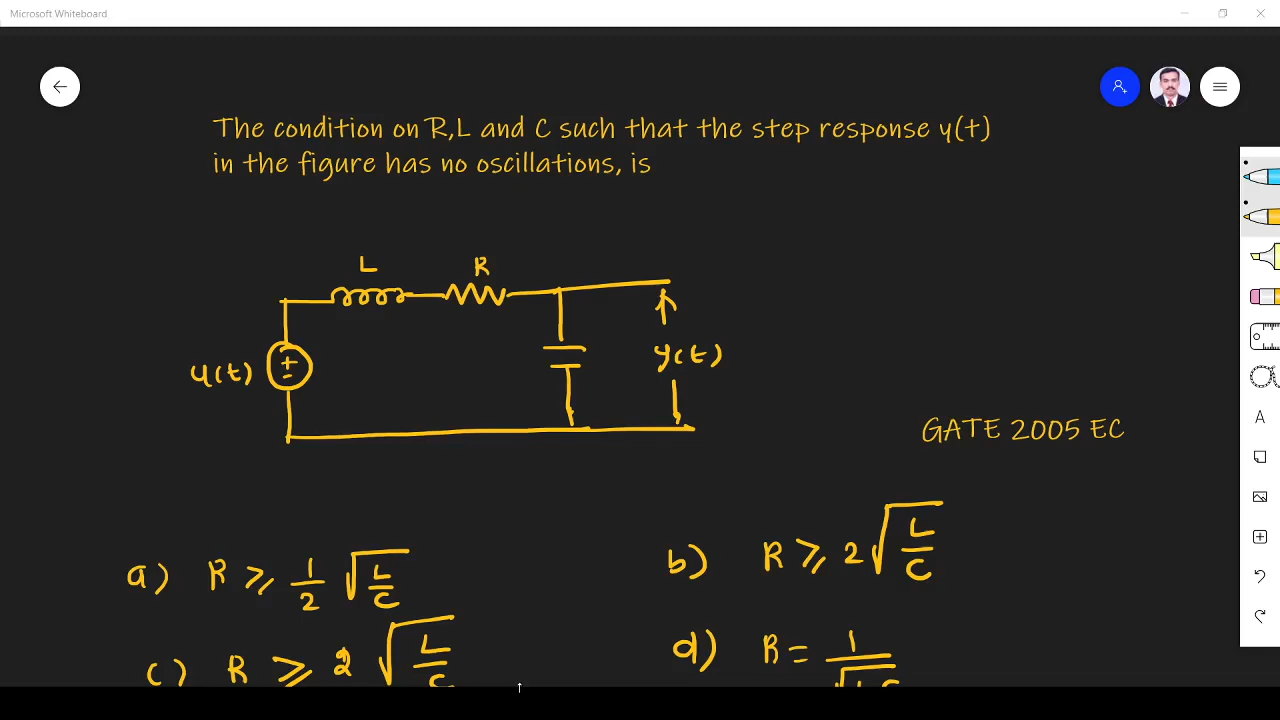 Microsoft Whiteboard
The condition on R,L and C such that the step response y(t)
in the figure has no oscillations, is
L
R
u(t)
+
-
y(t)
GATE 2005 EC
a) R ≥ 1/2 √(L/C)
b) R ≥ 2 √(L/C)
c) R ≥ 2 √(L/C)
d) R = 1/√(LC)
A